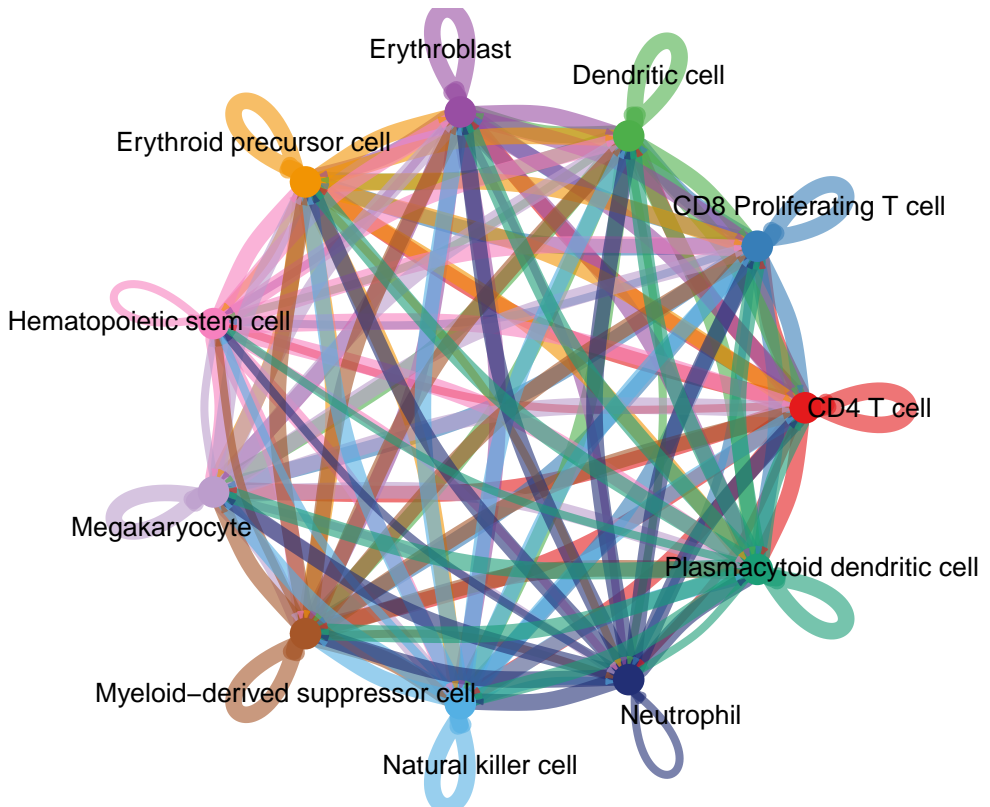 Erythroblast
Dendritic cell
Erythroid precursor cell
CD8 Proliferating T cell
Hematopoietic stem cell
CD4 T cell
Megakaryocyte
Plasmacytoid dendritic cell
Myeloid−derived suppressor cell
Neutrophil
Natural killer cell